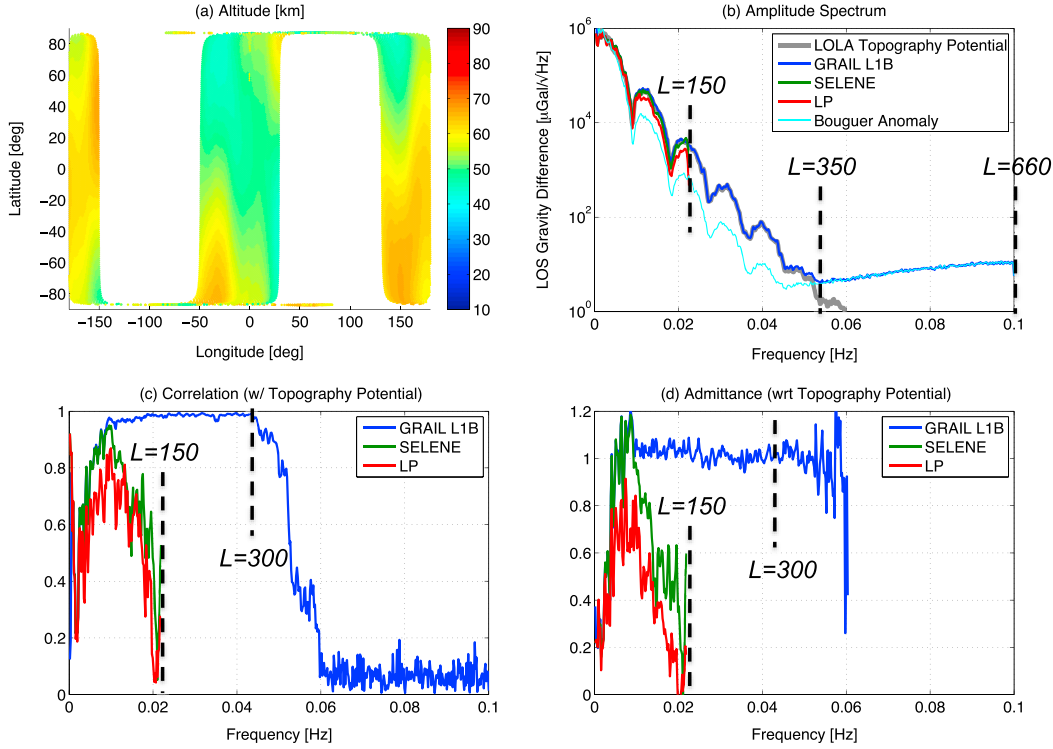 (a) Altitude [km]
80
60
40
20
0
−20
−40
−60
−80
Latitude [deg]
−150
−100
−50
0
50
100
150
Longitude [deg]
90
80
70
60
50
40
30
20
10
(b) Amplitude Spectrum
LOS Gravity Difference [μGal/√Hz]
10^6
10^4
10^2
10^0
LOLA Topography Potential
GRAIL L1B
SELENE
LP
Bouguer Anomaly
L=150
L=350
L=660
0
0.02
0.04
0.06
0.08
0.1
Frequency [Hz]
(c) Correlation (w/ Topography Potential)
1
0.8
0.6
0.4
0.2
0
GRAIL L1B
SELENE
LP
L=150
L=300
0
0.02
0.04
0.06
0.08
0.1
Frequency [Hz]
(d) Admittance (wrt Topography Potential)
1.2
1
0.8
0.6
0.4
0.2
0
GRAIL L1B
SELENE
LP
L=150
L=300
0
0.02
0.04
0.06
0.08
0.1
Frequency [Hz]